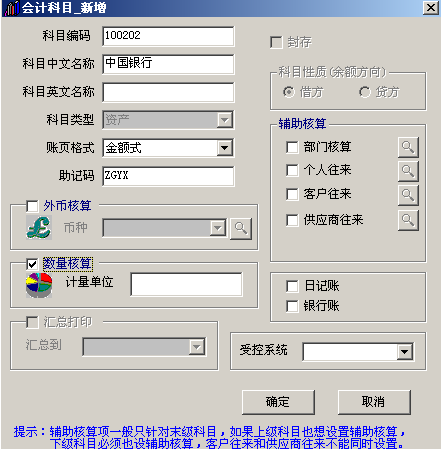 会计科目_新增
科目编码 100202
封存
科目中文名称 中国银行
科目英文名称
科目性质(余额方向)
借方 贷方
科目类型 资产
账页格式 金额式
助记码 ZGYX
辅助核算
部门核算
个人往来
客户往来
供应商往来
外币核算
币种
数量核算
计量单位
日记账
银行账
汇总打印
汇总到
受控系统
确定 取消
提示：辅助核算项一般只针对末级科目，如果上级科目也想设置辅助核算，
下级科目必须也设辅助核算，客户往来和供应商往来不能同时设置。